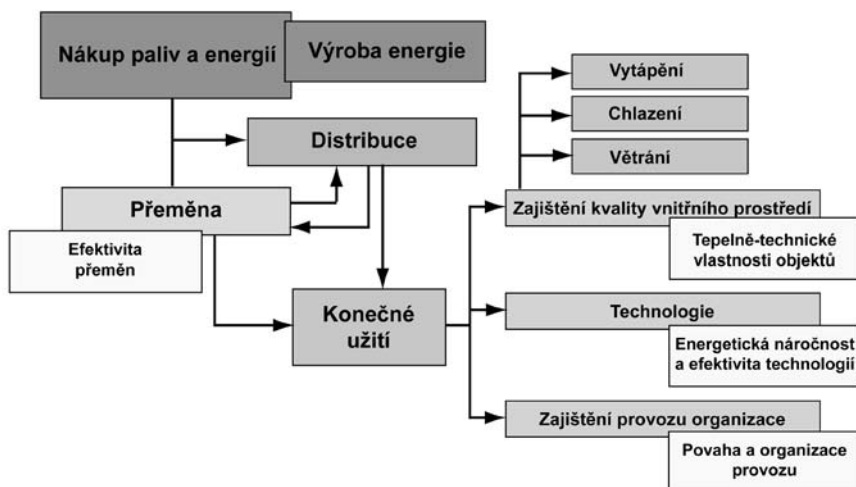 Nákup paliv a energií
Výroba energie
Distribuce
Přeměna
Efektivita
přeměn
Konečné
užití
Vytápění
Chlazení
Větrání
Zajištění kvality vnitřního prostředí
Tepelně-technické
vlastnosti objektů
Technologie
Energetická náročnost
a efektivita technologií
Zajištění provozu organizace
Povaha a organizace
provozu